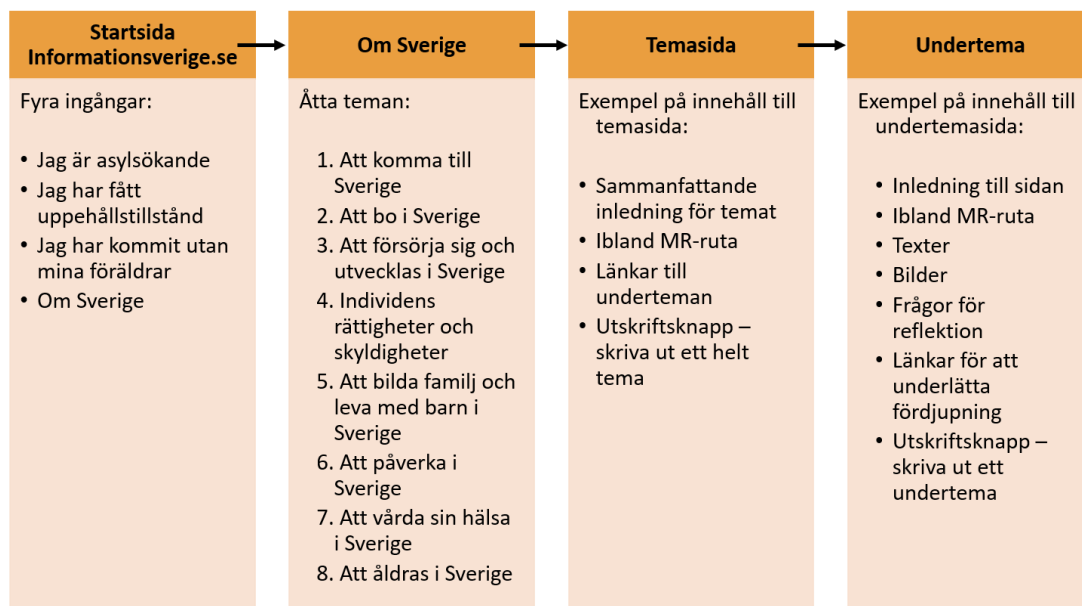 Startsida
Informationsverige.se
Fyra ingångar:
• Jag är asylsökande
• Jag har fått
uppehållstillstånd
• Jag har kommit utan
mina föräldrar
• Om Sverige
Om Sverige
Åtta teman:
1. Att komma till
Sverige
2. Att bo i Sverige
3. Att försörja sig och
utvecklas i Sverige
4. Individens
rättigheter och
skyldigheter
5. Att bilda familj och
leva med barn i
Sverige
6. Att påverka i
Sverige
7. Att vårda sin hälsa
i Sverige
8. Att åldras i Sverige
Temasida
Exempel på innehåll till
temasida:
• Sammanfattande
inledning för temat
• Ibland MR-ruta
• Länkar till
underteman
• Utskriftsknapp –
skriva ut ett helt
tema
Undertema
Exempel på innehåll till
undertemasida:
• Inledning till sidan
• Ibland MR-ruta
• Texter
• Bilder
• Frågor för
reflektion
• Länkar för att
underlätta
fördjupning
• Utskriftsknapp –
skriva ut ett
undertema